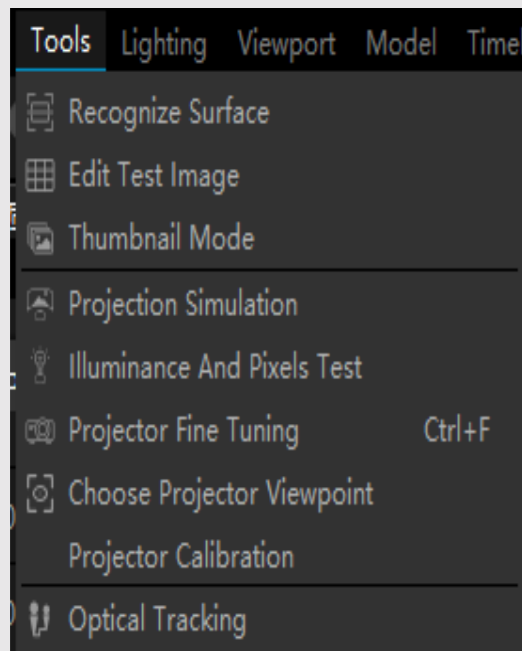 Tools Lighting Viewport Model
Recognize Surface
Edit Test Image
Thumbnail Mode
Projection Simulation
Illuminance And Pixels Test
Projector Fine Tuning Ctrl+F
Choose Projector Viewpoint
Projector Calibration
Optical Tracking